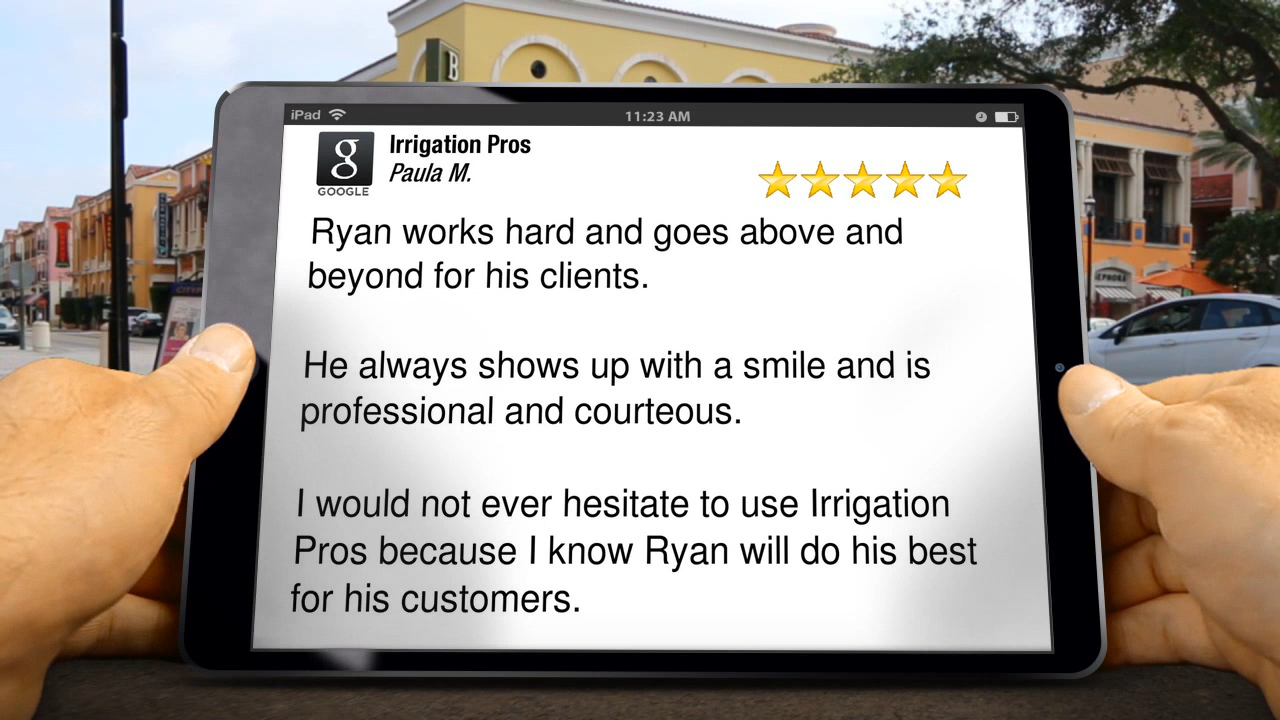 B
iPad
11:23 AM
g
GOOGLE
Irrigation Pros
Paula M.
Ryan works hard and goes above and
beyond for his clients.
He always shows up with a smile and is
professional and courteous.
I would not ever hesitate to use Irrigation
Pros because I know Ryan will do his best
for his customers.
SEPHORA